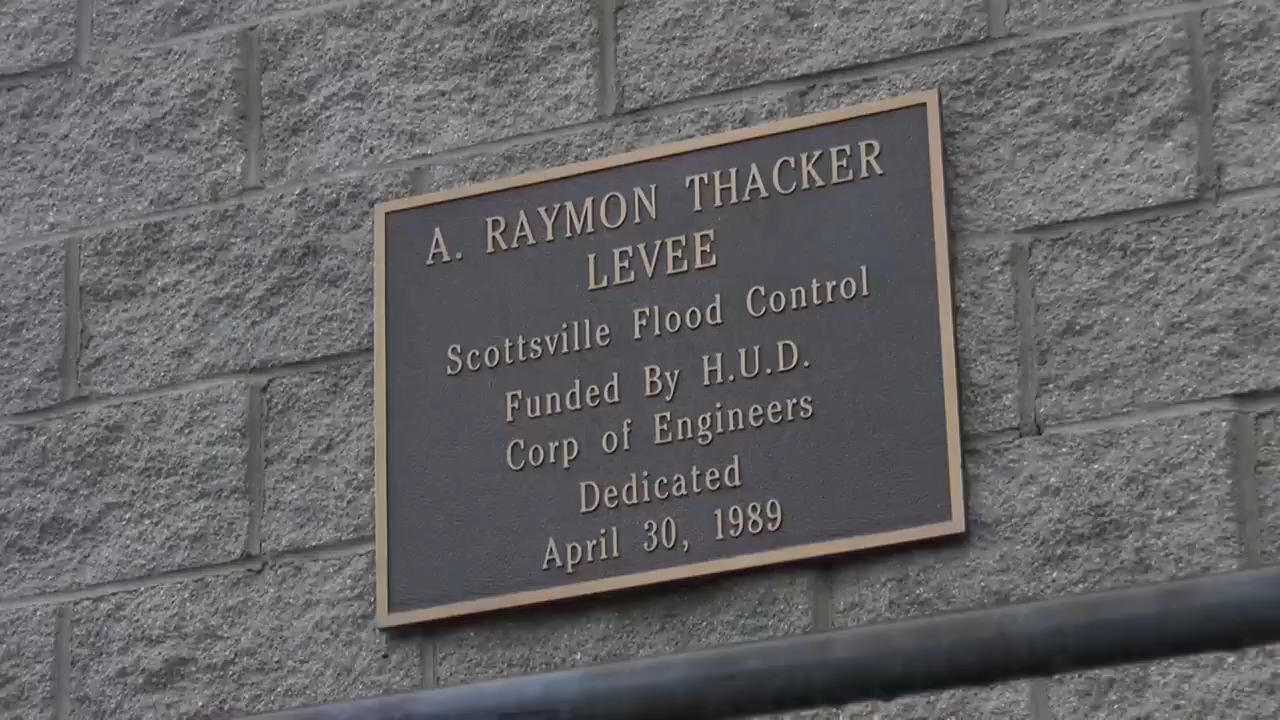 A. RAYMON THACKER
LEVEE
Scottsville Flood Control
Funded By H.U.D.
Corp of Engineers
Dedicated
April 30, 1989